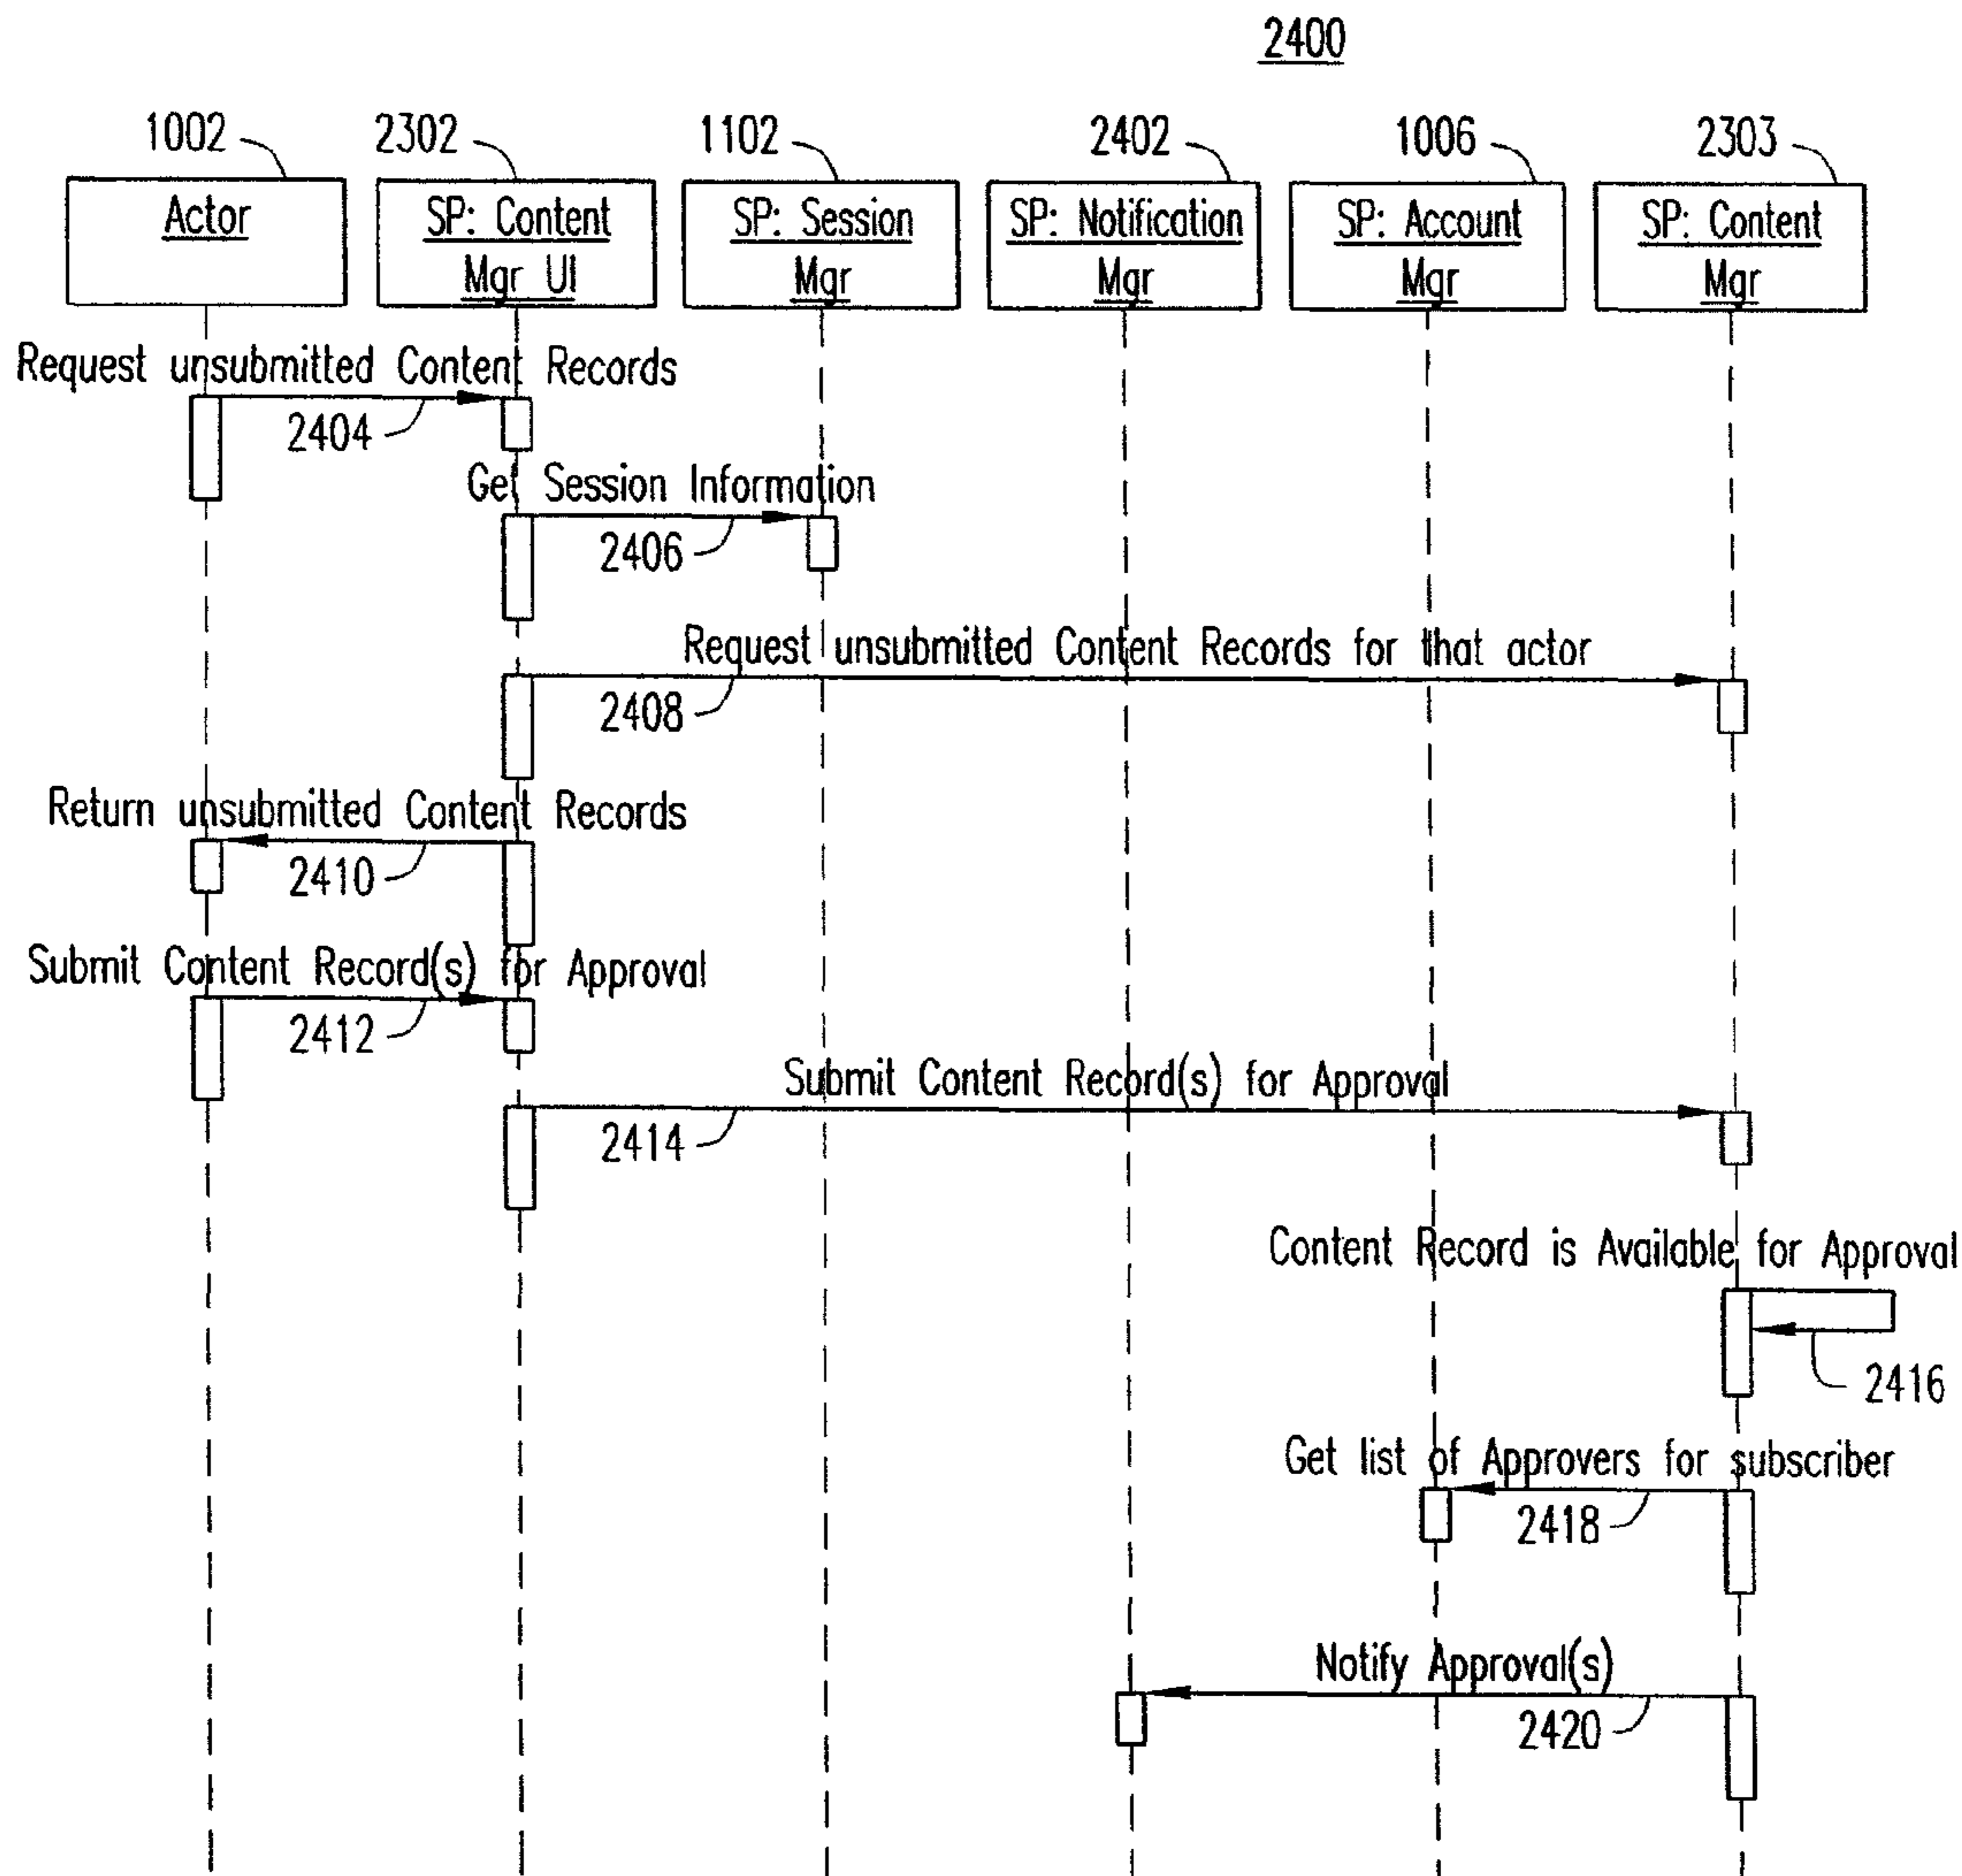 2400
1002
2302
1102
2402
1006
2303
Actor
SP: Content
Mgr UI
SP: Session
Mgr
SP: Notification
Mgr
SP: Account
Mgr
SP: Content
Mgr
Request unsubmitted Content Records
2404
Get Session Information
2406
Request unsubmitted Content Records for that actor
2408
Return unsubmitted Content Records
2410
Submit Content Record(s) for Approval
2412
Submit Content Record(s) for Approval
2414
Content Record is Available for Approval
2416
Get list of Approvers for subscriber
2418
Notify Approval(s)
2420